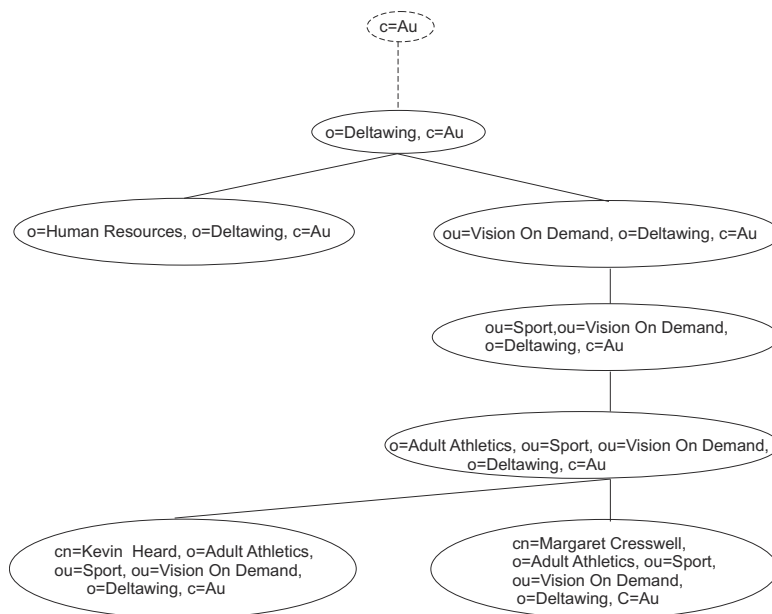 c=Au
o=Deltawing, c=Au
o=Human Resources, o=Deltawing, c=Au
ou=Vision On Demand, o=Deltawing, c=Au
ou=Sport,ou=Vision On Demand,
o=Deltawing, c=Au
o=Adult Athletics, ou=Sport, ou=Vision On Demand,
o=Deltawing, c=Au
cn=Kevin Heard, o=Adult Athletics,
ou=Sport, ou=Vision On Demand,
o=Deltawing, c=Au
cn=Margaret Cresswell,
o=Adult Athletics, ou=Sport,
ou=Vision On Demand,
o=Deltawing, C=Au